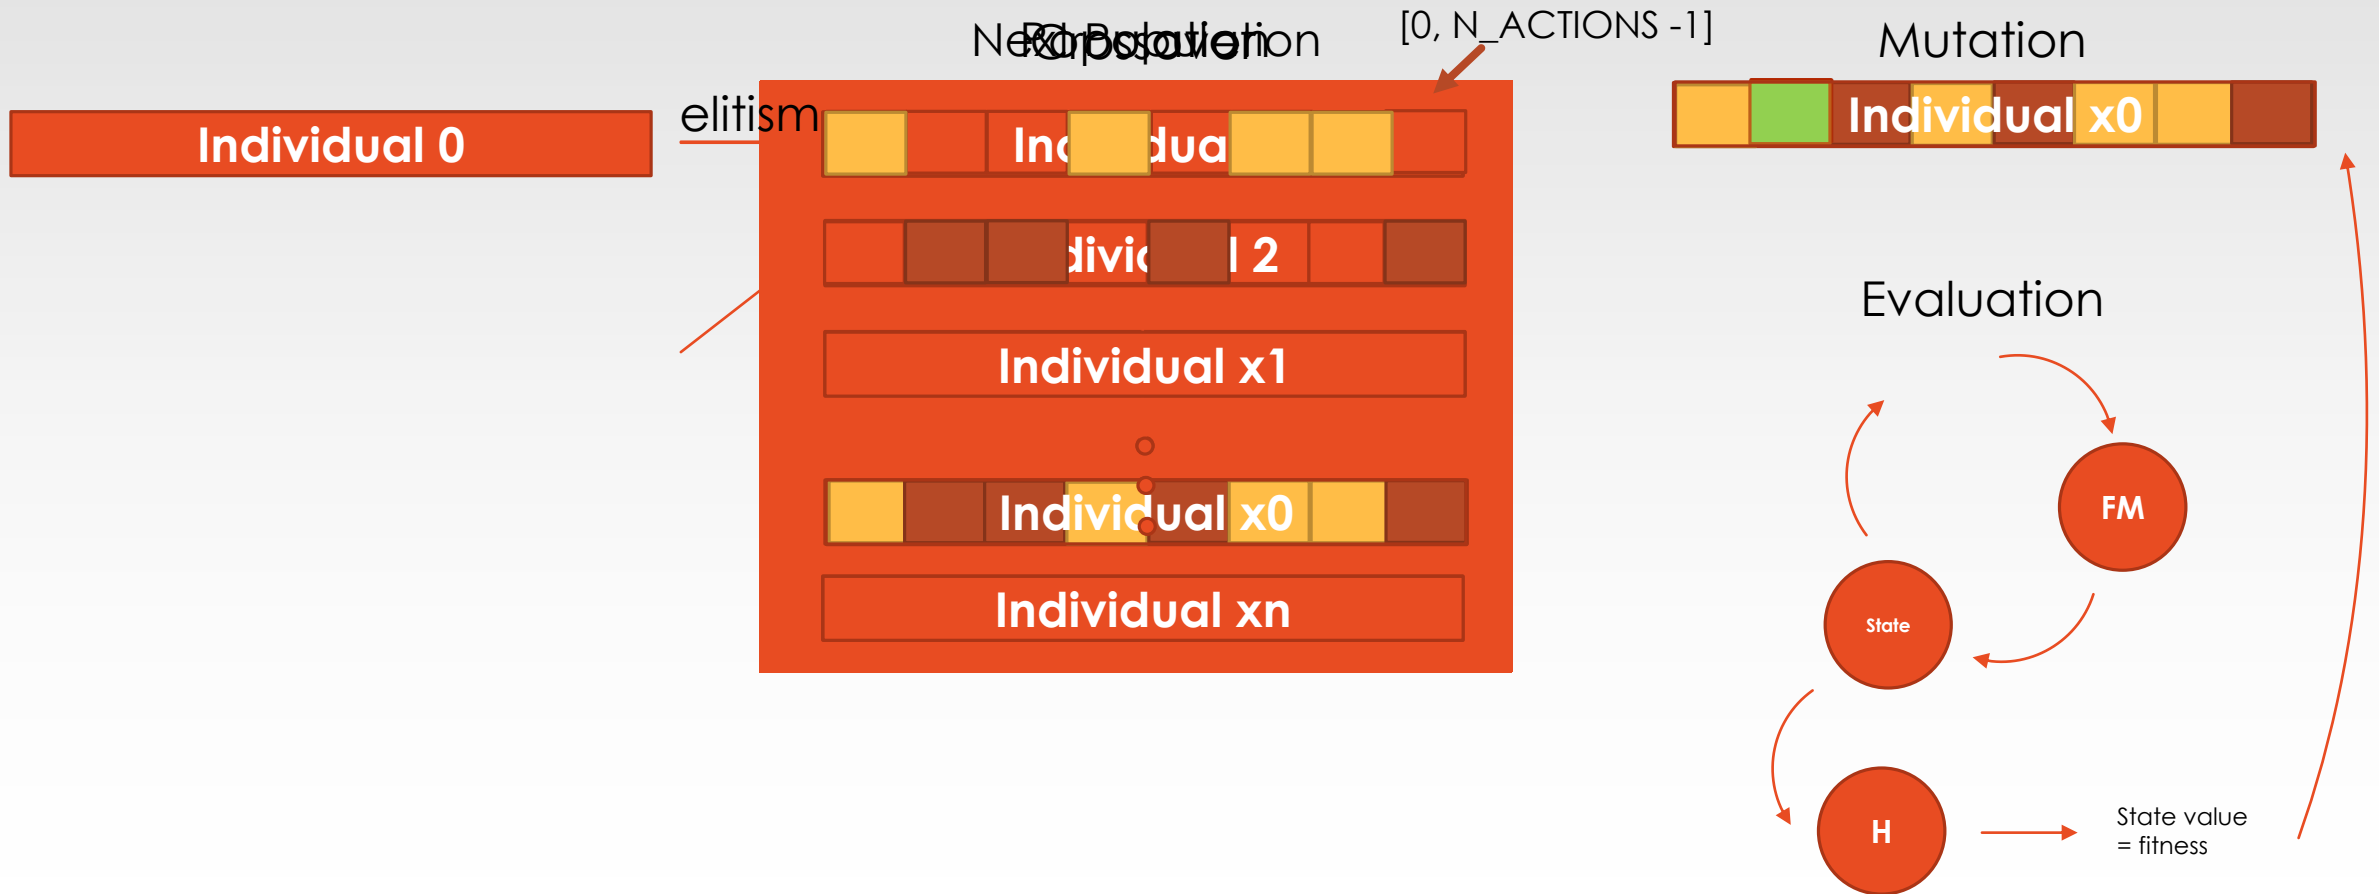 [0, N_ACTIONS -1]
Mutation
elitism
Individual 0
Individual x0
Individual x1
Individual x0
Individual xn
Evaluation
FM
State
H
State value
= fitness